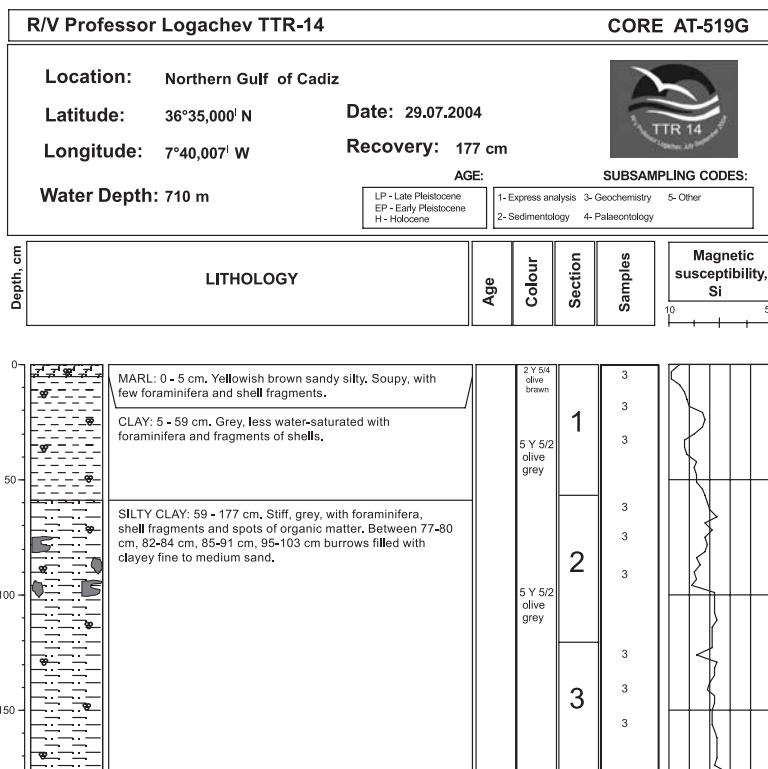 R/V Professor Logachev TTR-14
CORE AT-519G
Location: Northern Gulf of Cadiz
Latitude: 36°35,000' N
Date: 29.07.2004
Longitude: 7°40,007' W
Recovery: 177 cm
Water Depth: 710 m
TTR 14
R/v Professor Logachev, July-September 2004
AGE:
LP - Late Pleistocene
EP - Early Pleistocene
H - Holocene
SUBSAMPLING CODES:
1- Express analysis 3- Geochemistry 5- Other
2- Sedimentology 4- Palaeontology
Depth, cm
LITHOLOGY
Age
Colour
Section
Samples
Magnetic
susceptibility,
Si
10 5
0
MARL: 0 - 5 cm. Yellowish brown sandy silty. Soupy, with
few foraminifera and shell fragments.
CLAY: 5 - 59 cm. Grey, less water-saturated with
foraminifera and fragments of shells.
50
SILTY CLAY: 59 - 177 cm. Stiff, grey, with foraminifera,
shell fragments and spots of organic matter. Between 77-80
cm, 82-84 cm, 85-91 cm, 95-103 cm burrows filled with
clayey fine to medium sand.
100
150
2 Y 5/4
olive
brawn
5 Y 5/2
olive
grey
5 Y 5/2
olive
grey
1
2
3
3
3
3
3
3
3
3
3
3